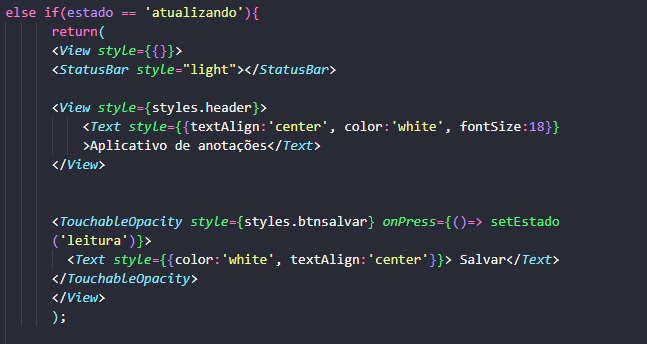 else if(estado == 'atualizando'){
return(
<View style={{}}>
<StatusBar style="light"></StatusBar>
<View style={styles.header}>
<Text style={{textAlign:'center', color:'white', fontSize:18}}
>Aplicativo de anotações</Text>
</View>
<TouchableOpacity style={styles.btnsalvar} onPress={()=> setEstado
('leitura')}>
<Text style={{color:'white', textAlign:'center'}}> Salvar</Text>
</TouchableOpacity>
</View>
);